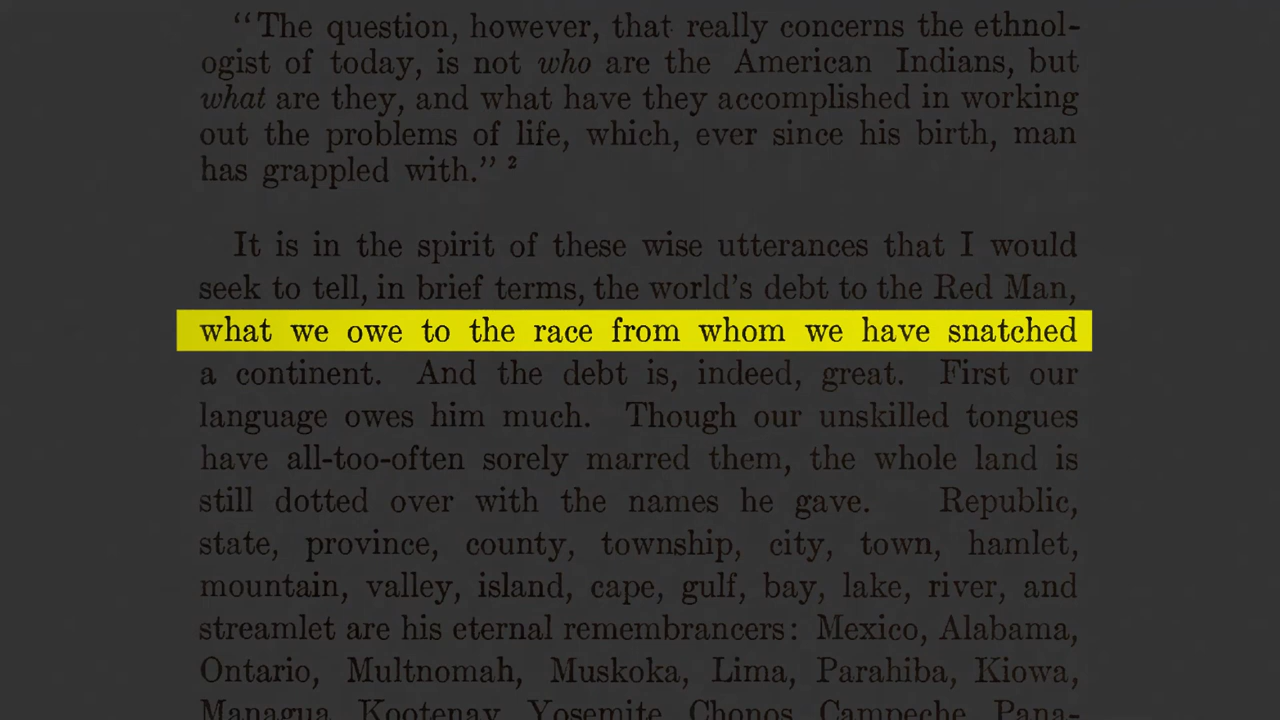 “The question, however, that really concerns the ethnol-
ogist of today, is not who are the American Indians, but
what are they, and what have they accomplished in working
out the problems of life, which, ever since his birth, man
has grappled with.” 2
It is in the spirit of these wise utterances that I would
seek to tell, in brief terms, the world’s debt to the Red Man,
what we owe to the race from whom we have snatched
a continent. And the debt is, indeed, great. First our
language owes him much. Though our unskilled tongues
have all-too-often sorely marred them, the whole land is
still dotted over with the names he gave. Republic,
state, province, county, township, city, town, hamlet,
mountain, valley, island, cape, gulf, bay, lake, river, and
streamlet are his eternal remembrancers: Mexico, Alabama,
Ontario, Multnomah, Muskoka, Lima, Parahiba, Kiowa,
Managua, Kootenay, Yosemite, Chonos, Campeche, Pana-